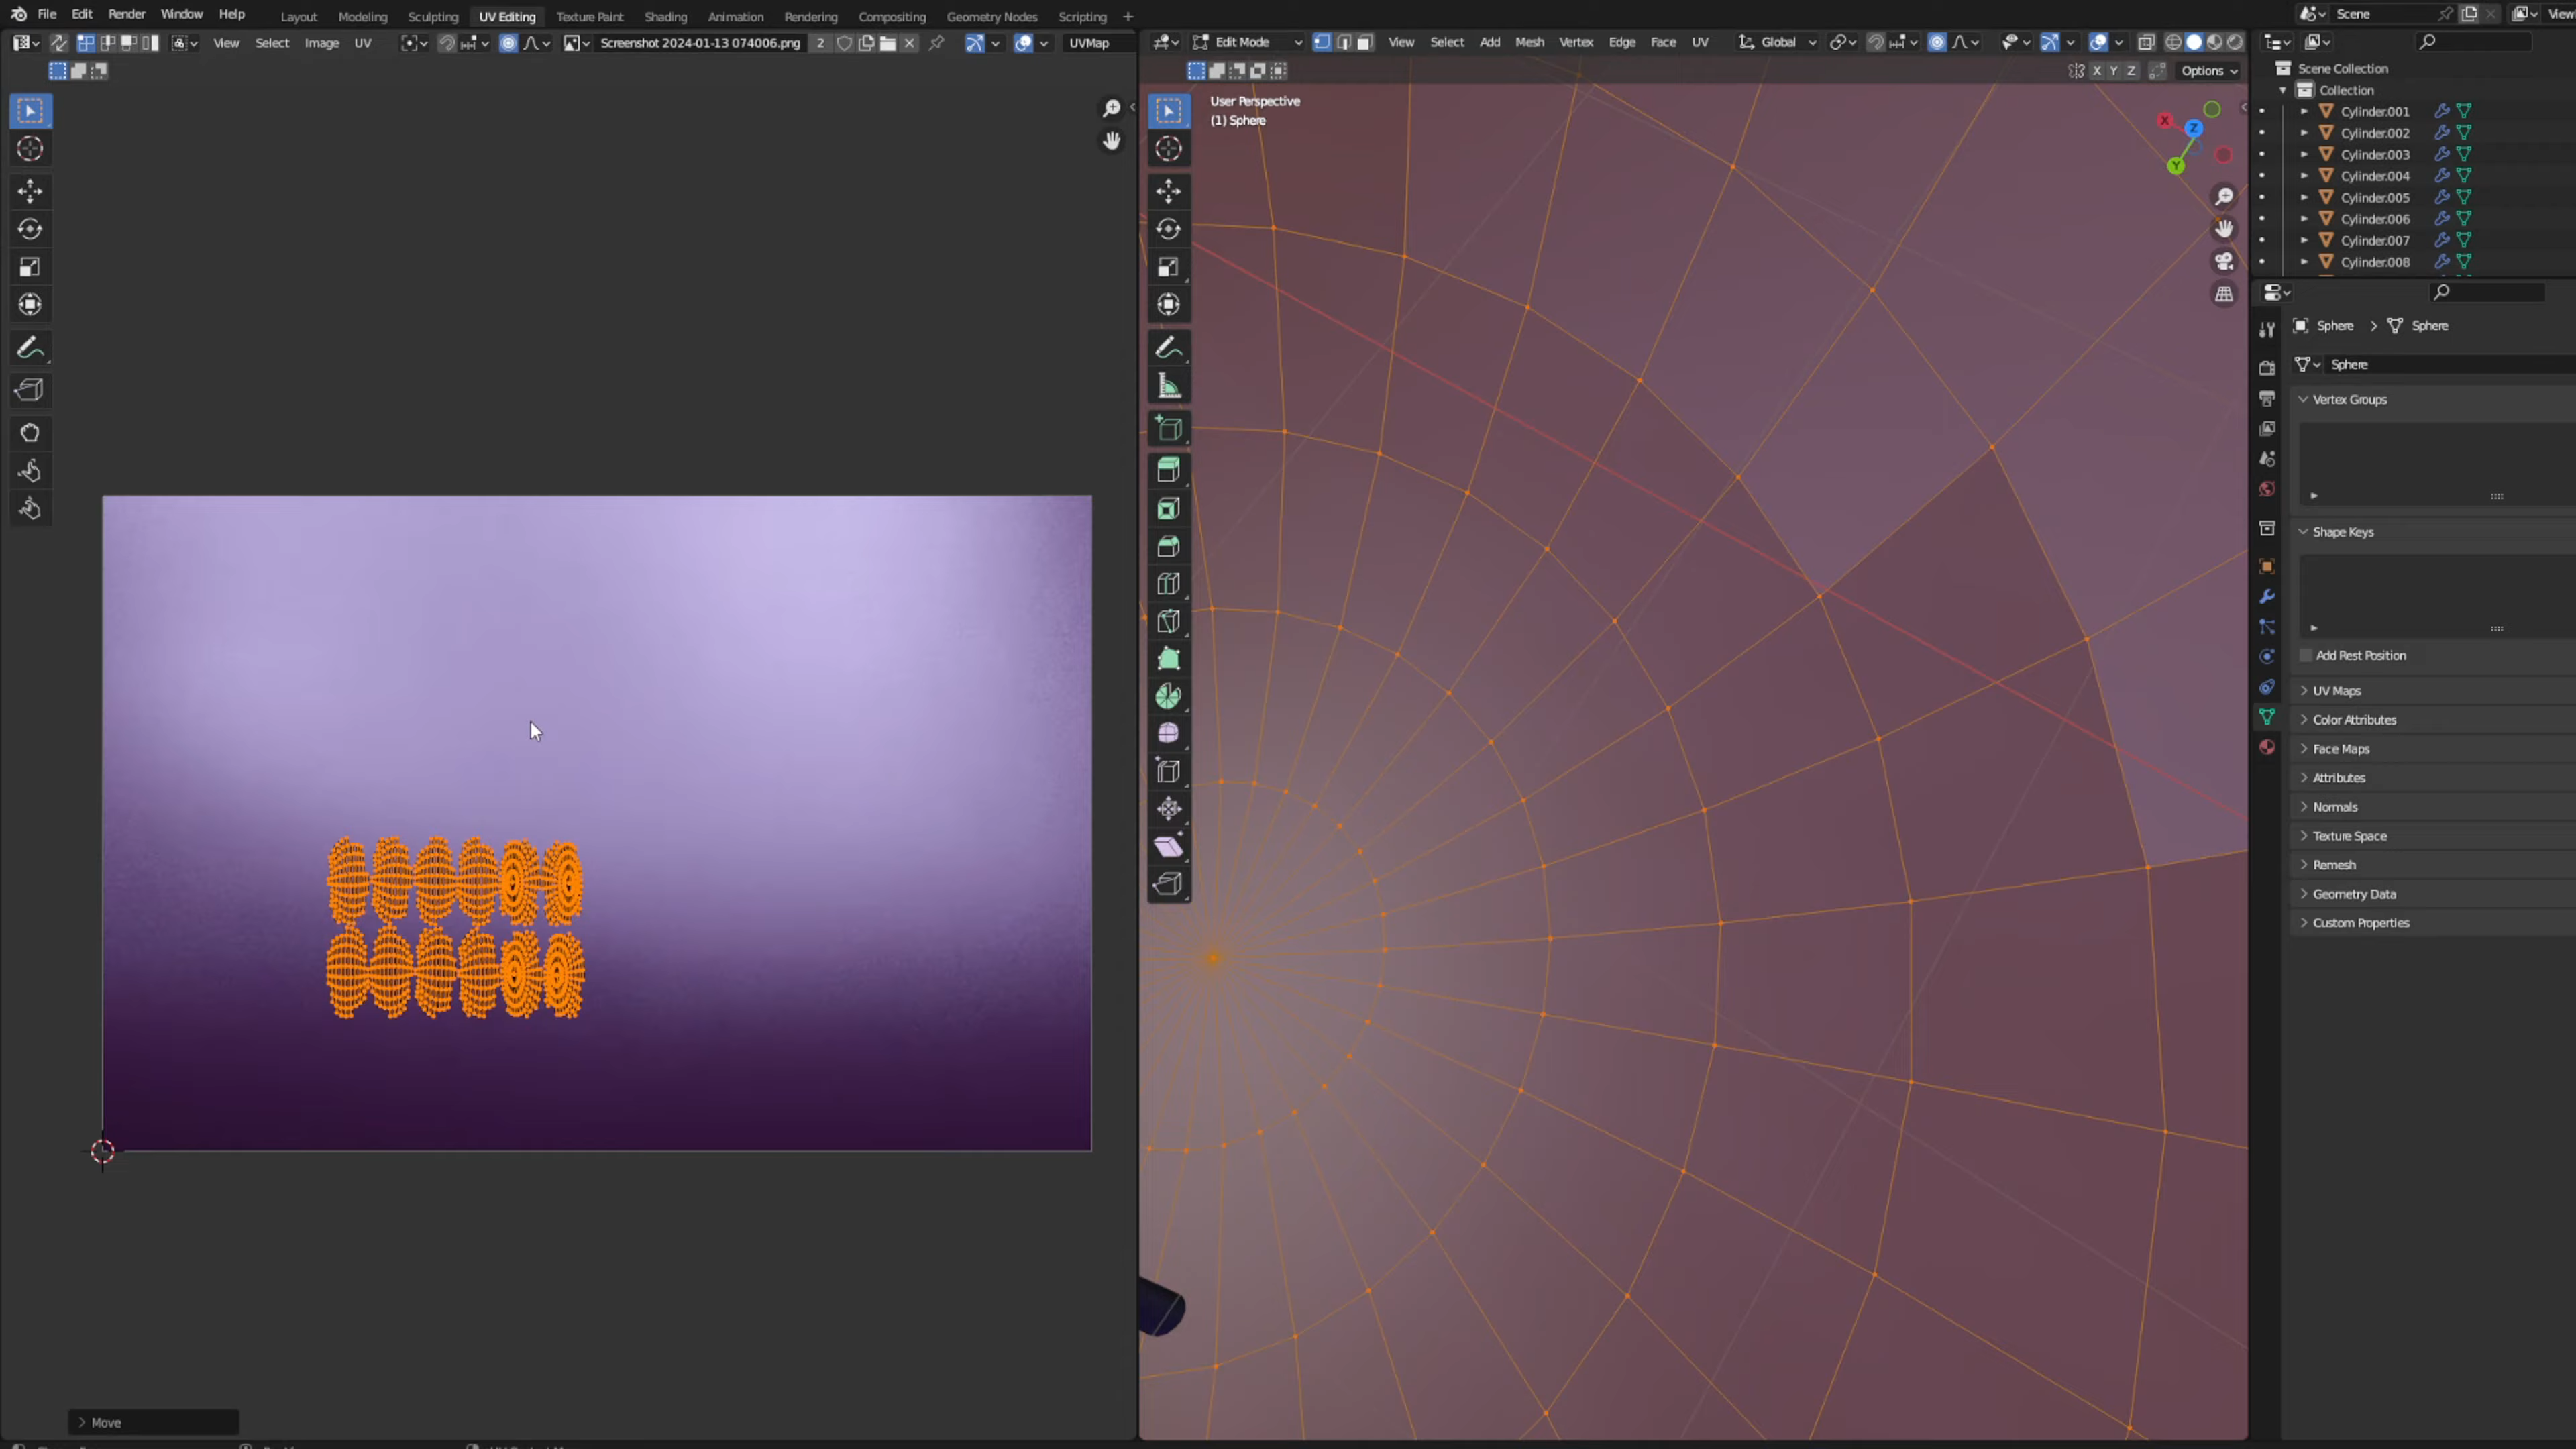 File Edit Render Window Help Layout Modeling Sculpting UV Editing Texture Paint Shading Animation Rendering Compositing Geometry Nodes Scripting + Scene View
View Select Image UV Screenshot 2024-01-13 074006.png 2 UVMap
Edit Mode View Select Add Mesh Vertex Edge Face UV Global
X Y Z Options
User Perspective
(1) Sphere
X
Z
Y
Scene Collection
Collection
Cylinder.001
Cylinder.002
Cylinder.003
Cylinder.004
Cylinder.005
Cylinder.006
Cylinder.007
Cylinder.008
Sphere > Sphere
Sphere
Vertex Groups
Shape Keys
Add Rest Position
UV Maps
Color Attributes
Face Maps
Attributes
Normals
Texture Space
Remesh
Geometry Data
Custom Properties
Move